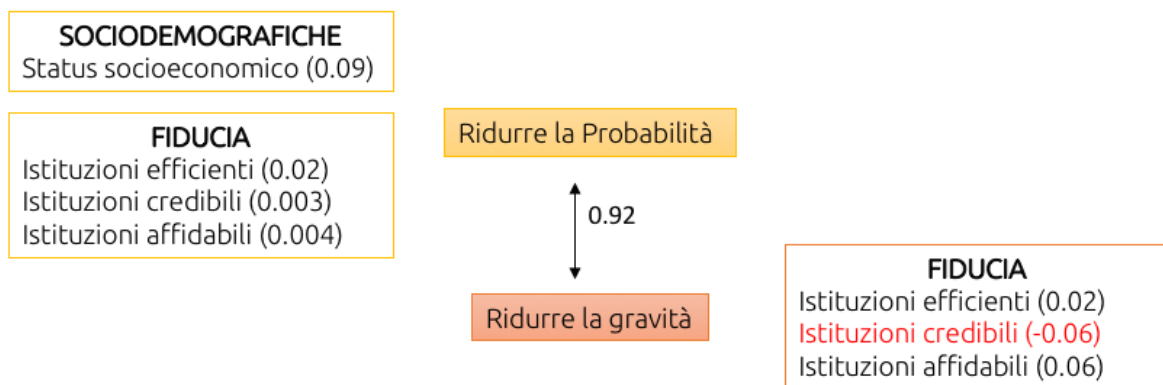 SOCIODEMOGRAFICHE
Status socioeconomico (0.09)
FIDUCIA
Istituzioni efficienti (0.02)
Istituzioni credibili (0.003)
Istituzioni affidabili (0.004)
Ridurre la Probabilità
0.92
Ridurre la gravità
FIDUCIA
Istituzioni efficienti (0.02)
Istituzioni credibili (-0.06)
Istituzioni affidabili (0.06)